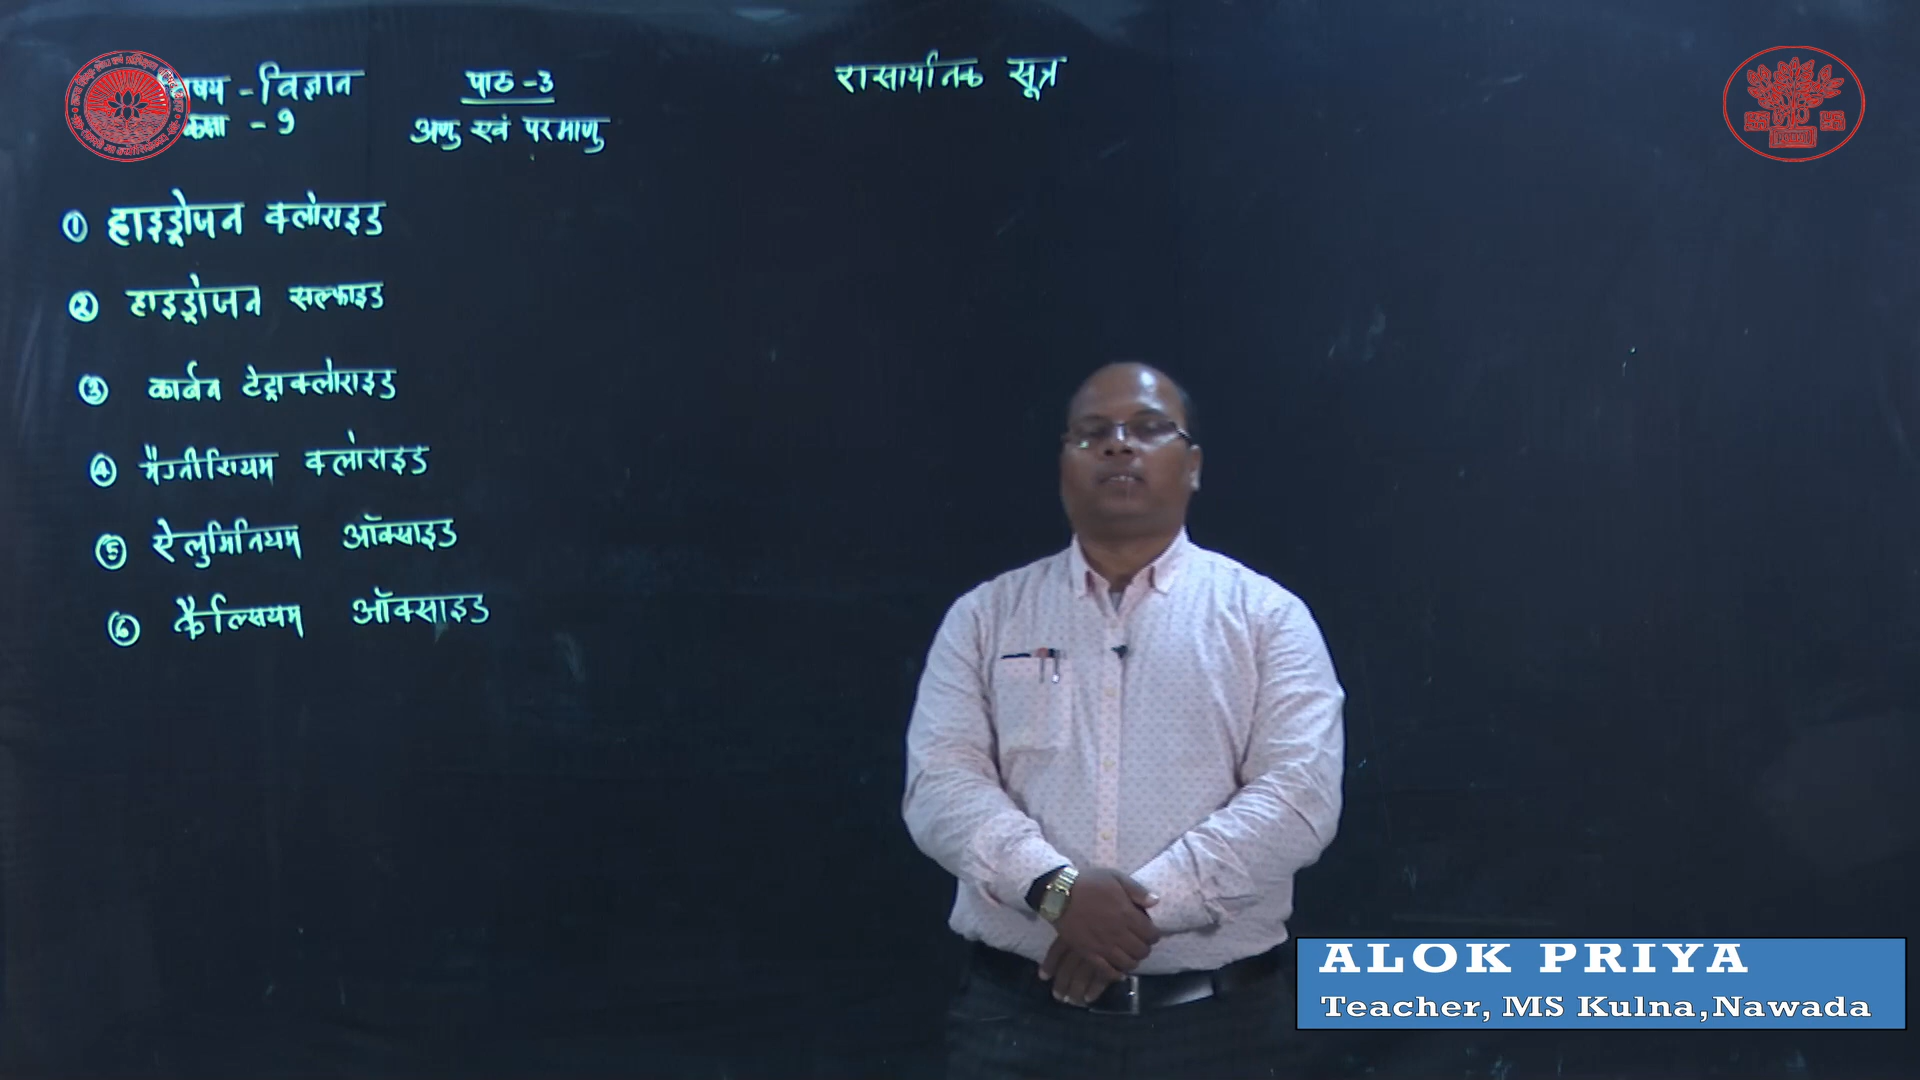 विषय - विज्ञान
कक्षा - 9
पाठ - 3
अणु एवं परमाणु
रासायनिक सूत्र
① हाइड्रोजन क्लोराइड
② हाइड्रोजन सल्फाइड
③ कार्बन टेट्राक्लोराइड
④ मैग्नीशियम क्लोराइड
⑤ ऐलुमिनियम ऑक्साइड
⑥ कैल्सियम ऑक्साइड
ALOK PRIYA
Teacher, MS Kulna,Nawada